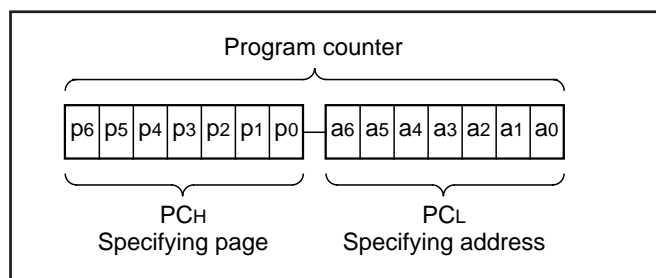 Program counter
p6 p5 p4 p3 p2 p1 p0 a6 a5 a4 a3 a2 a1 a0
PCH PCL
Specifying page Specifying address